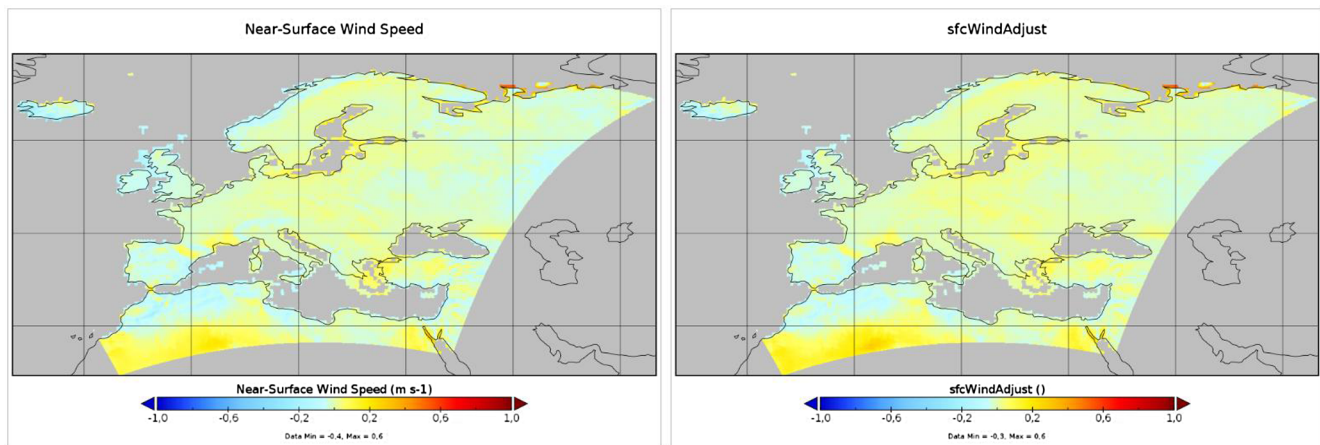 Near-Surface Wind Speed
Near-Surface Wind Speed (m s-1)
-1,0 -0,6 -0,2 0,2 0,6 1,0
Data Min = -0,4, Max = 0,6
sfcWindAdjust
sfcWindAdjust ()
-1,0 -0,6 -0,2 0,2 0,6 1,0
Data Min = -0,3, Max = 0,6